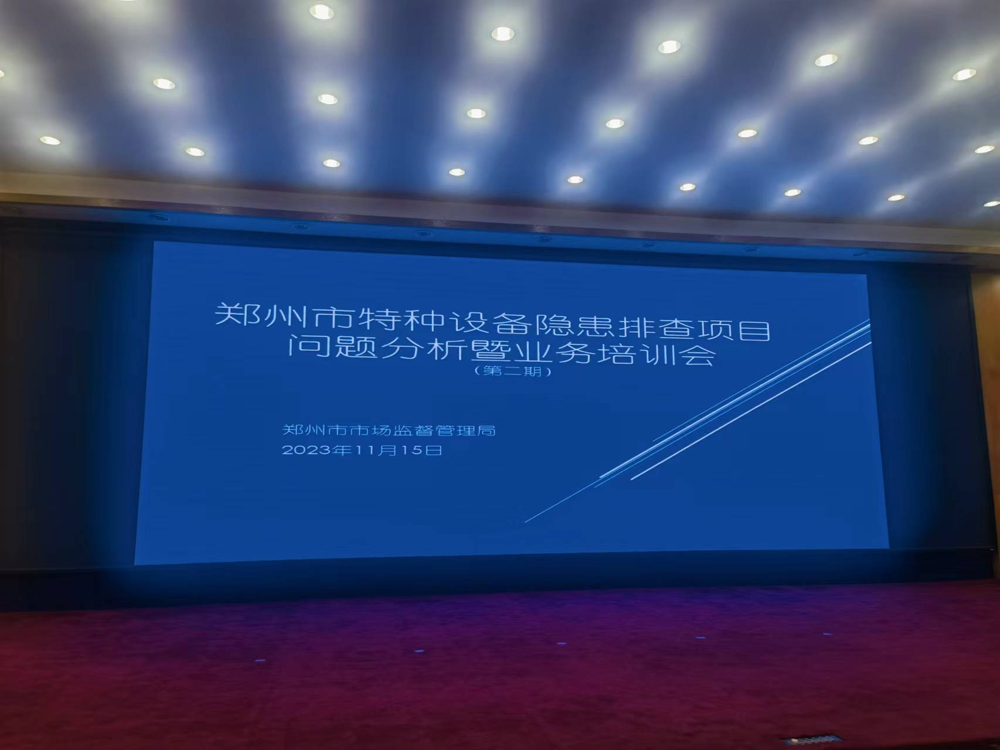 郑州市特种设备隐患排查项目
问题分析暨业务培训会
（第二期）
郑州市市场监督管理局
2023年11月15日